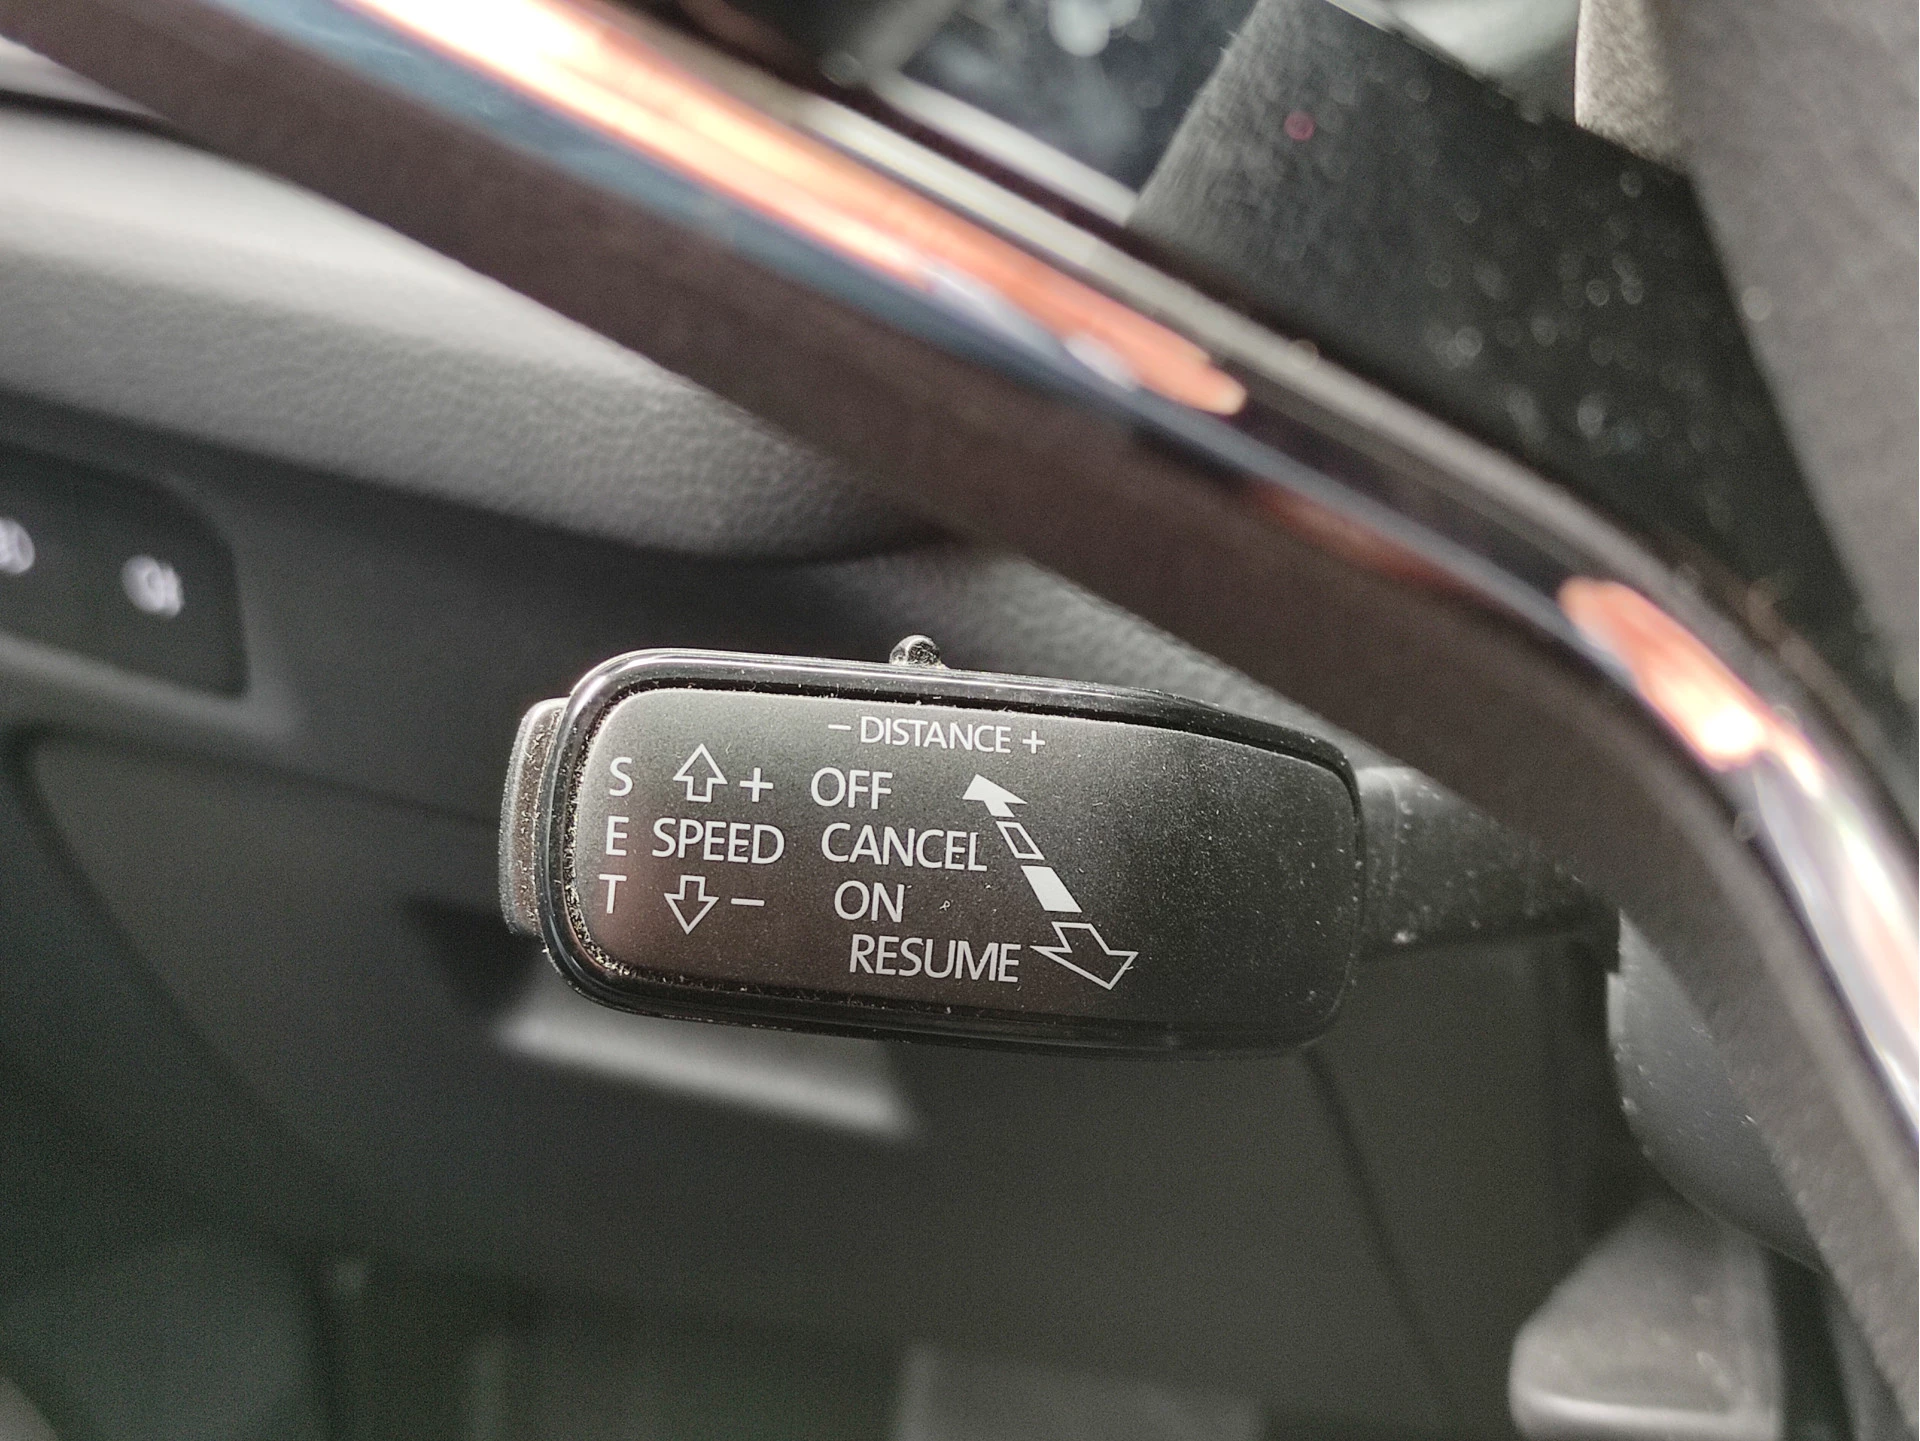 – DISTANCE +
S + OFF
E SPEED CANCEL
T – ON
RESUME